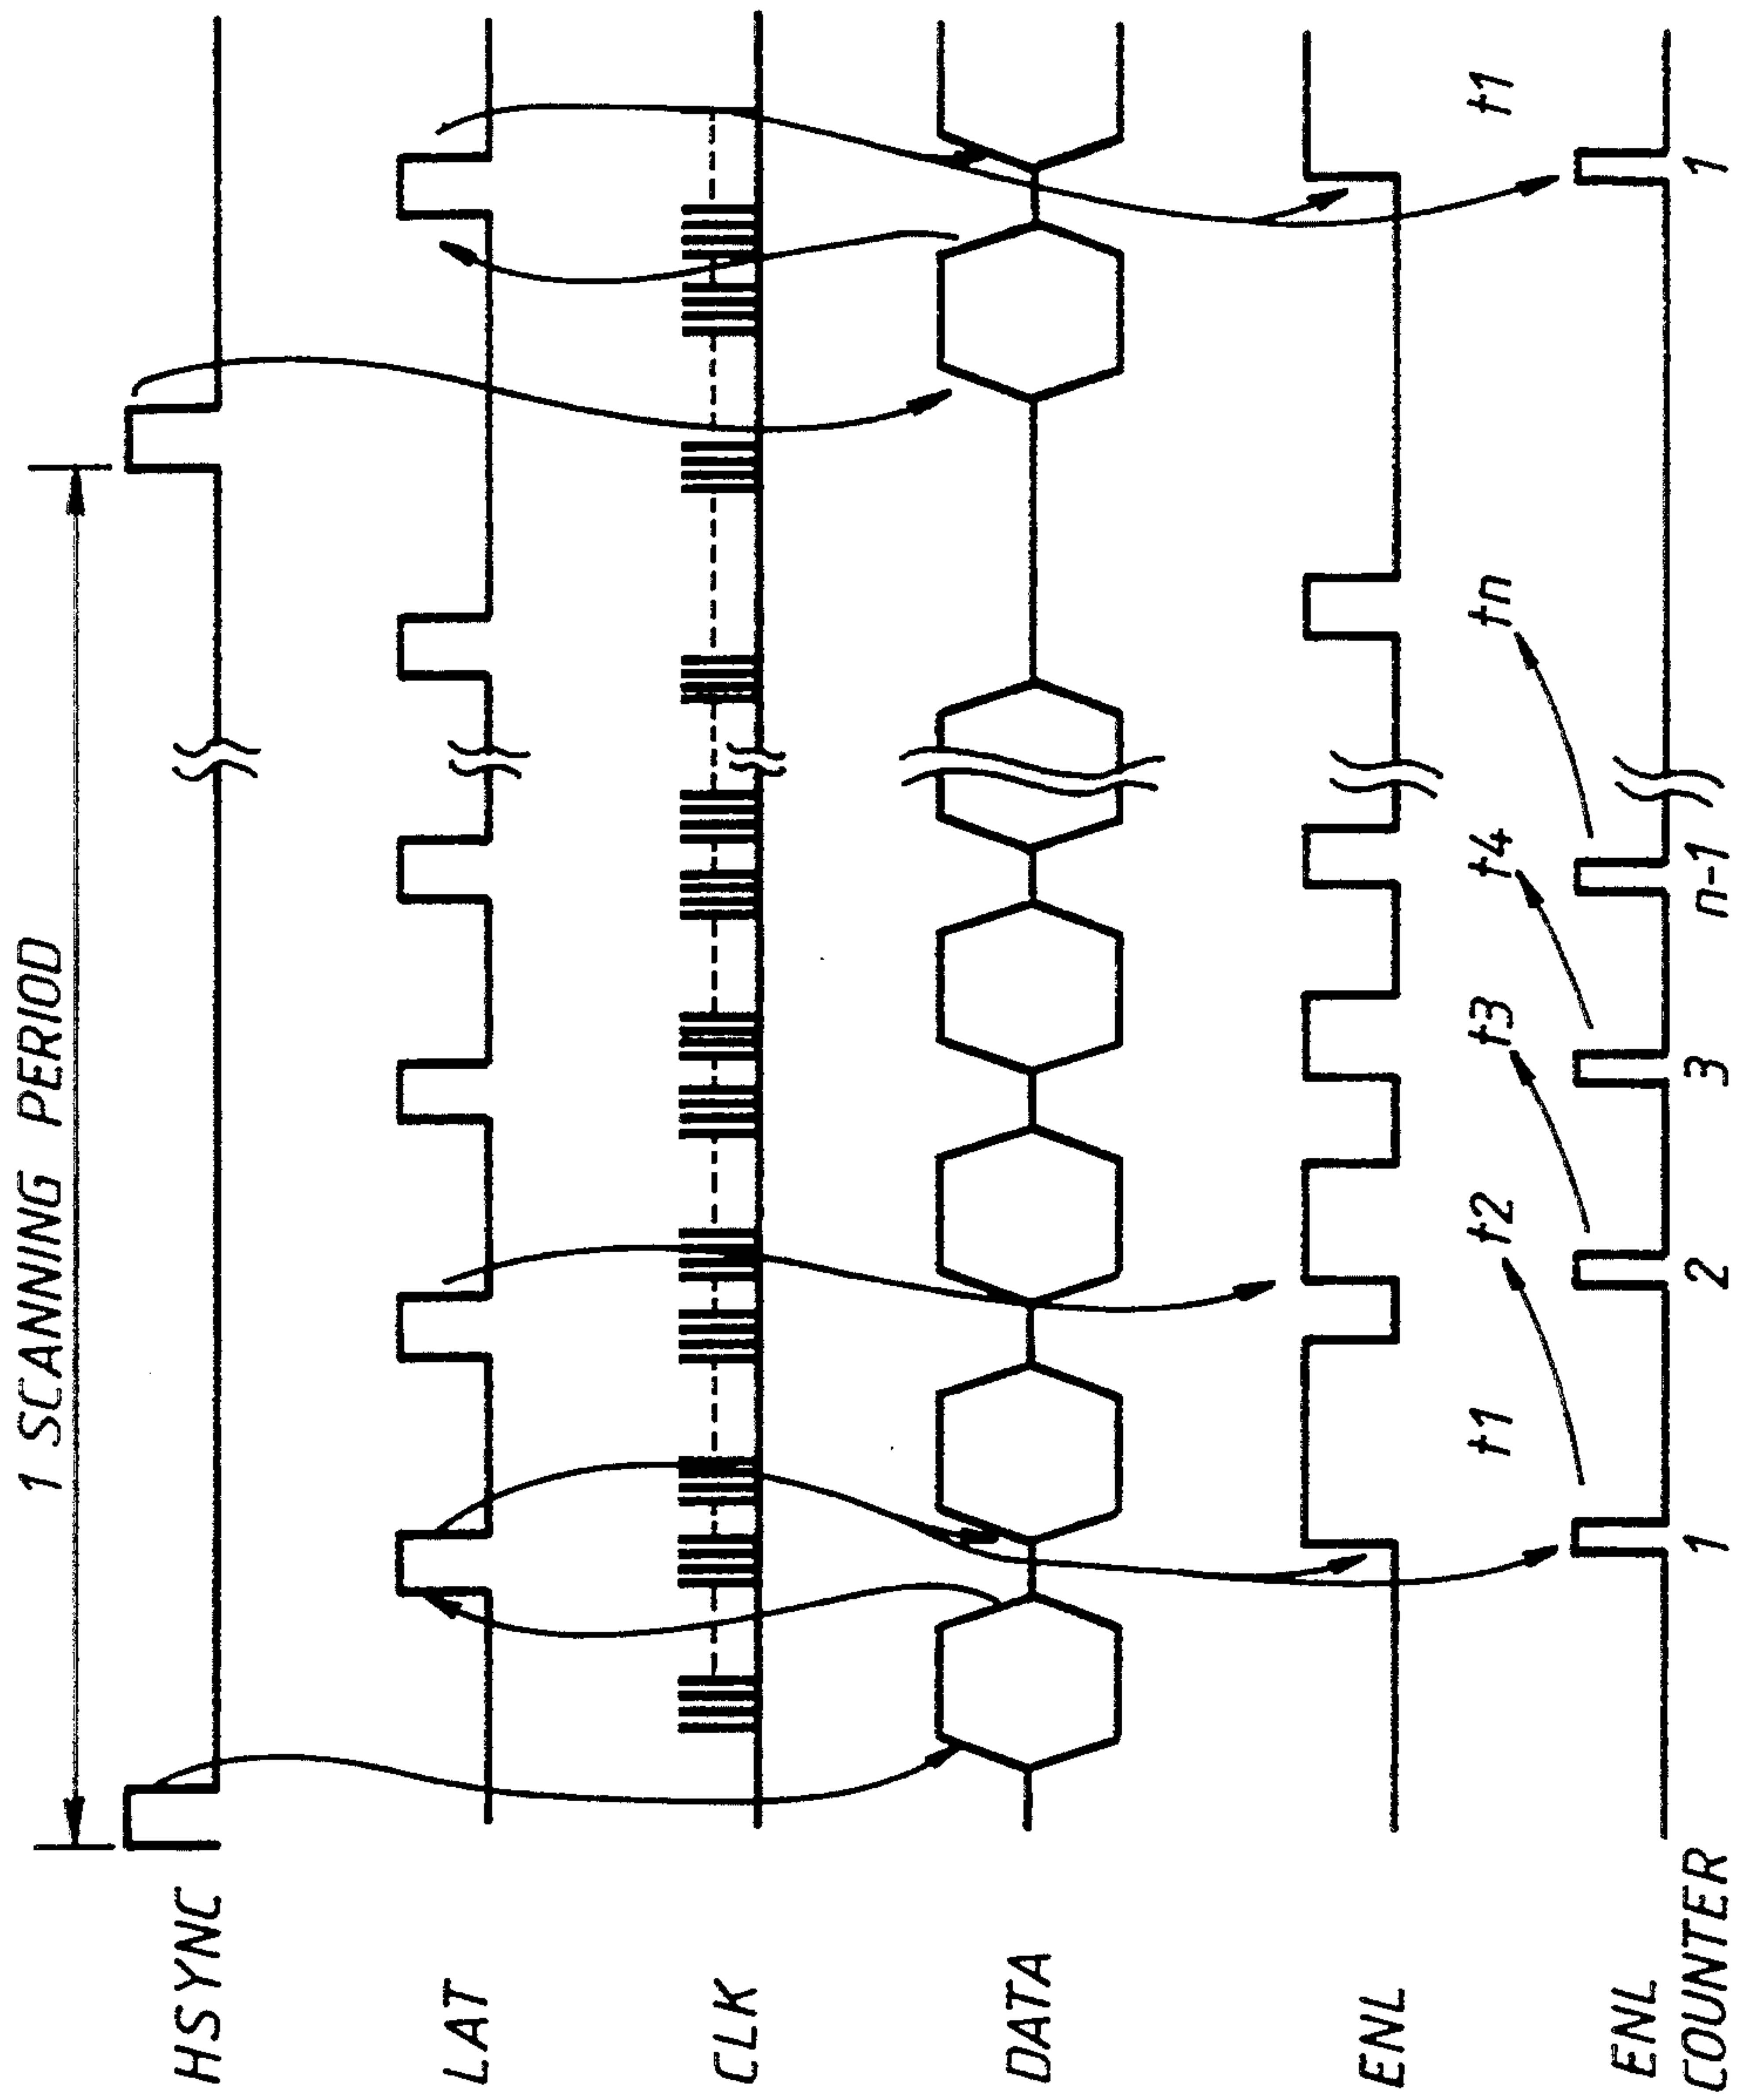 1 SCANNING PERIOD
HSYNC
LAT
CLK
DATA
ENL
t1 t2 t3 t4 tn t1
ENL
COUNTER
1 2 3 n-1 1